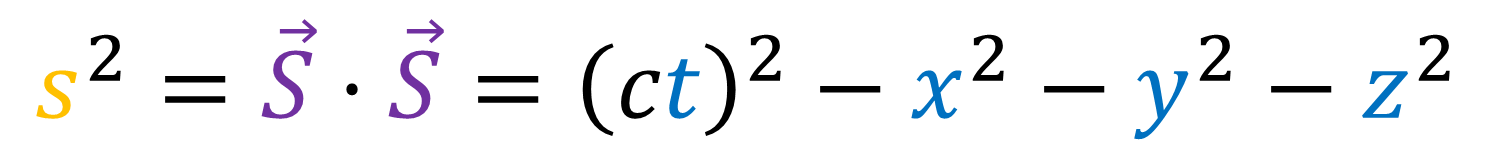 s² = S⃗ · S⃗ = (ct)² − x² − y² − z²